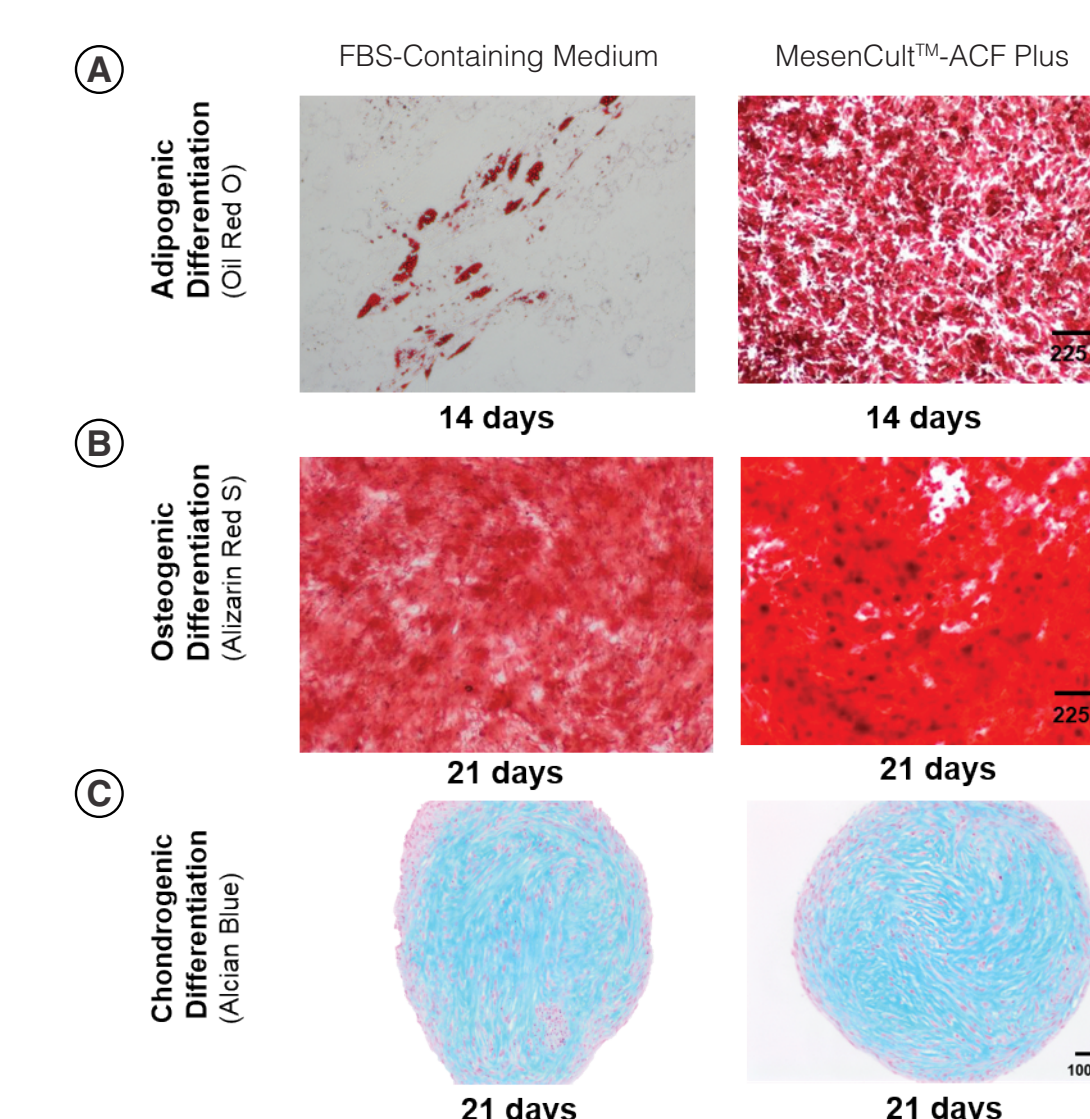 FBS-Containing Medium
MesenCult™-ACF Plus
A
Adipogenic
Differentiation
(Oil Red O)
225
14 days
14 days
B
Osteogenic
Differentiation
(Alizarin Red S)
225
21 days
21 days
C
Chondrogenic
Differentiation
(Alcian Blue)
100
21 days
21 days